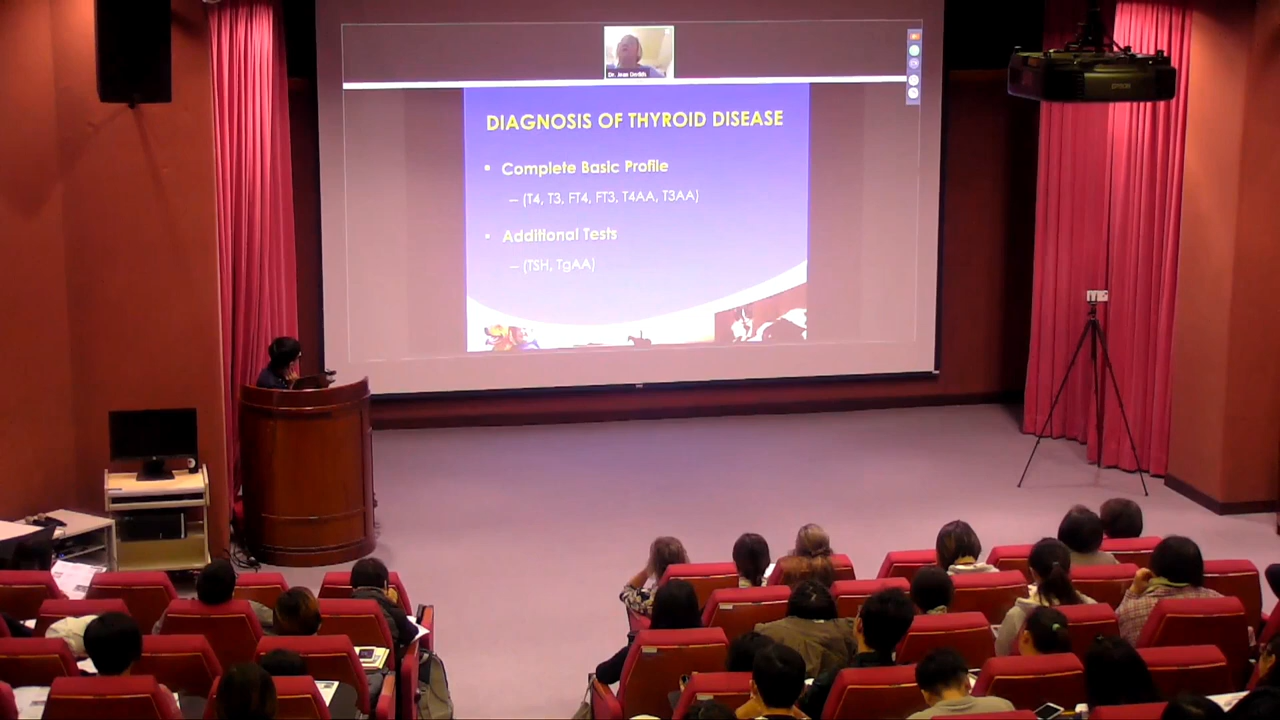 DIAGNOSIS OF THYROID DISEASE
• Complete Basic Profile
– (T4, T3, FT4, FT3, T4AA, T3AA)
• Additional Tests
– (TSH, TgAA)